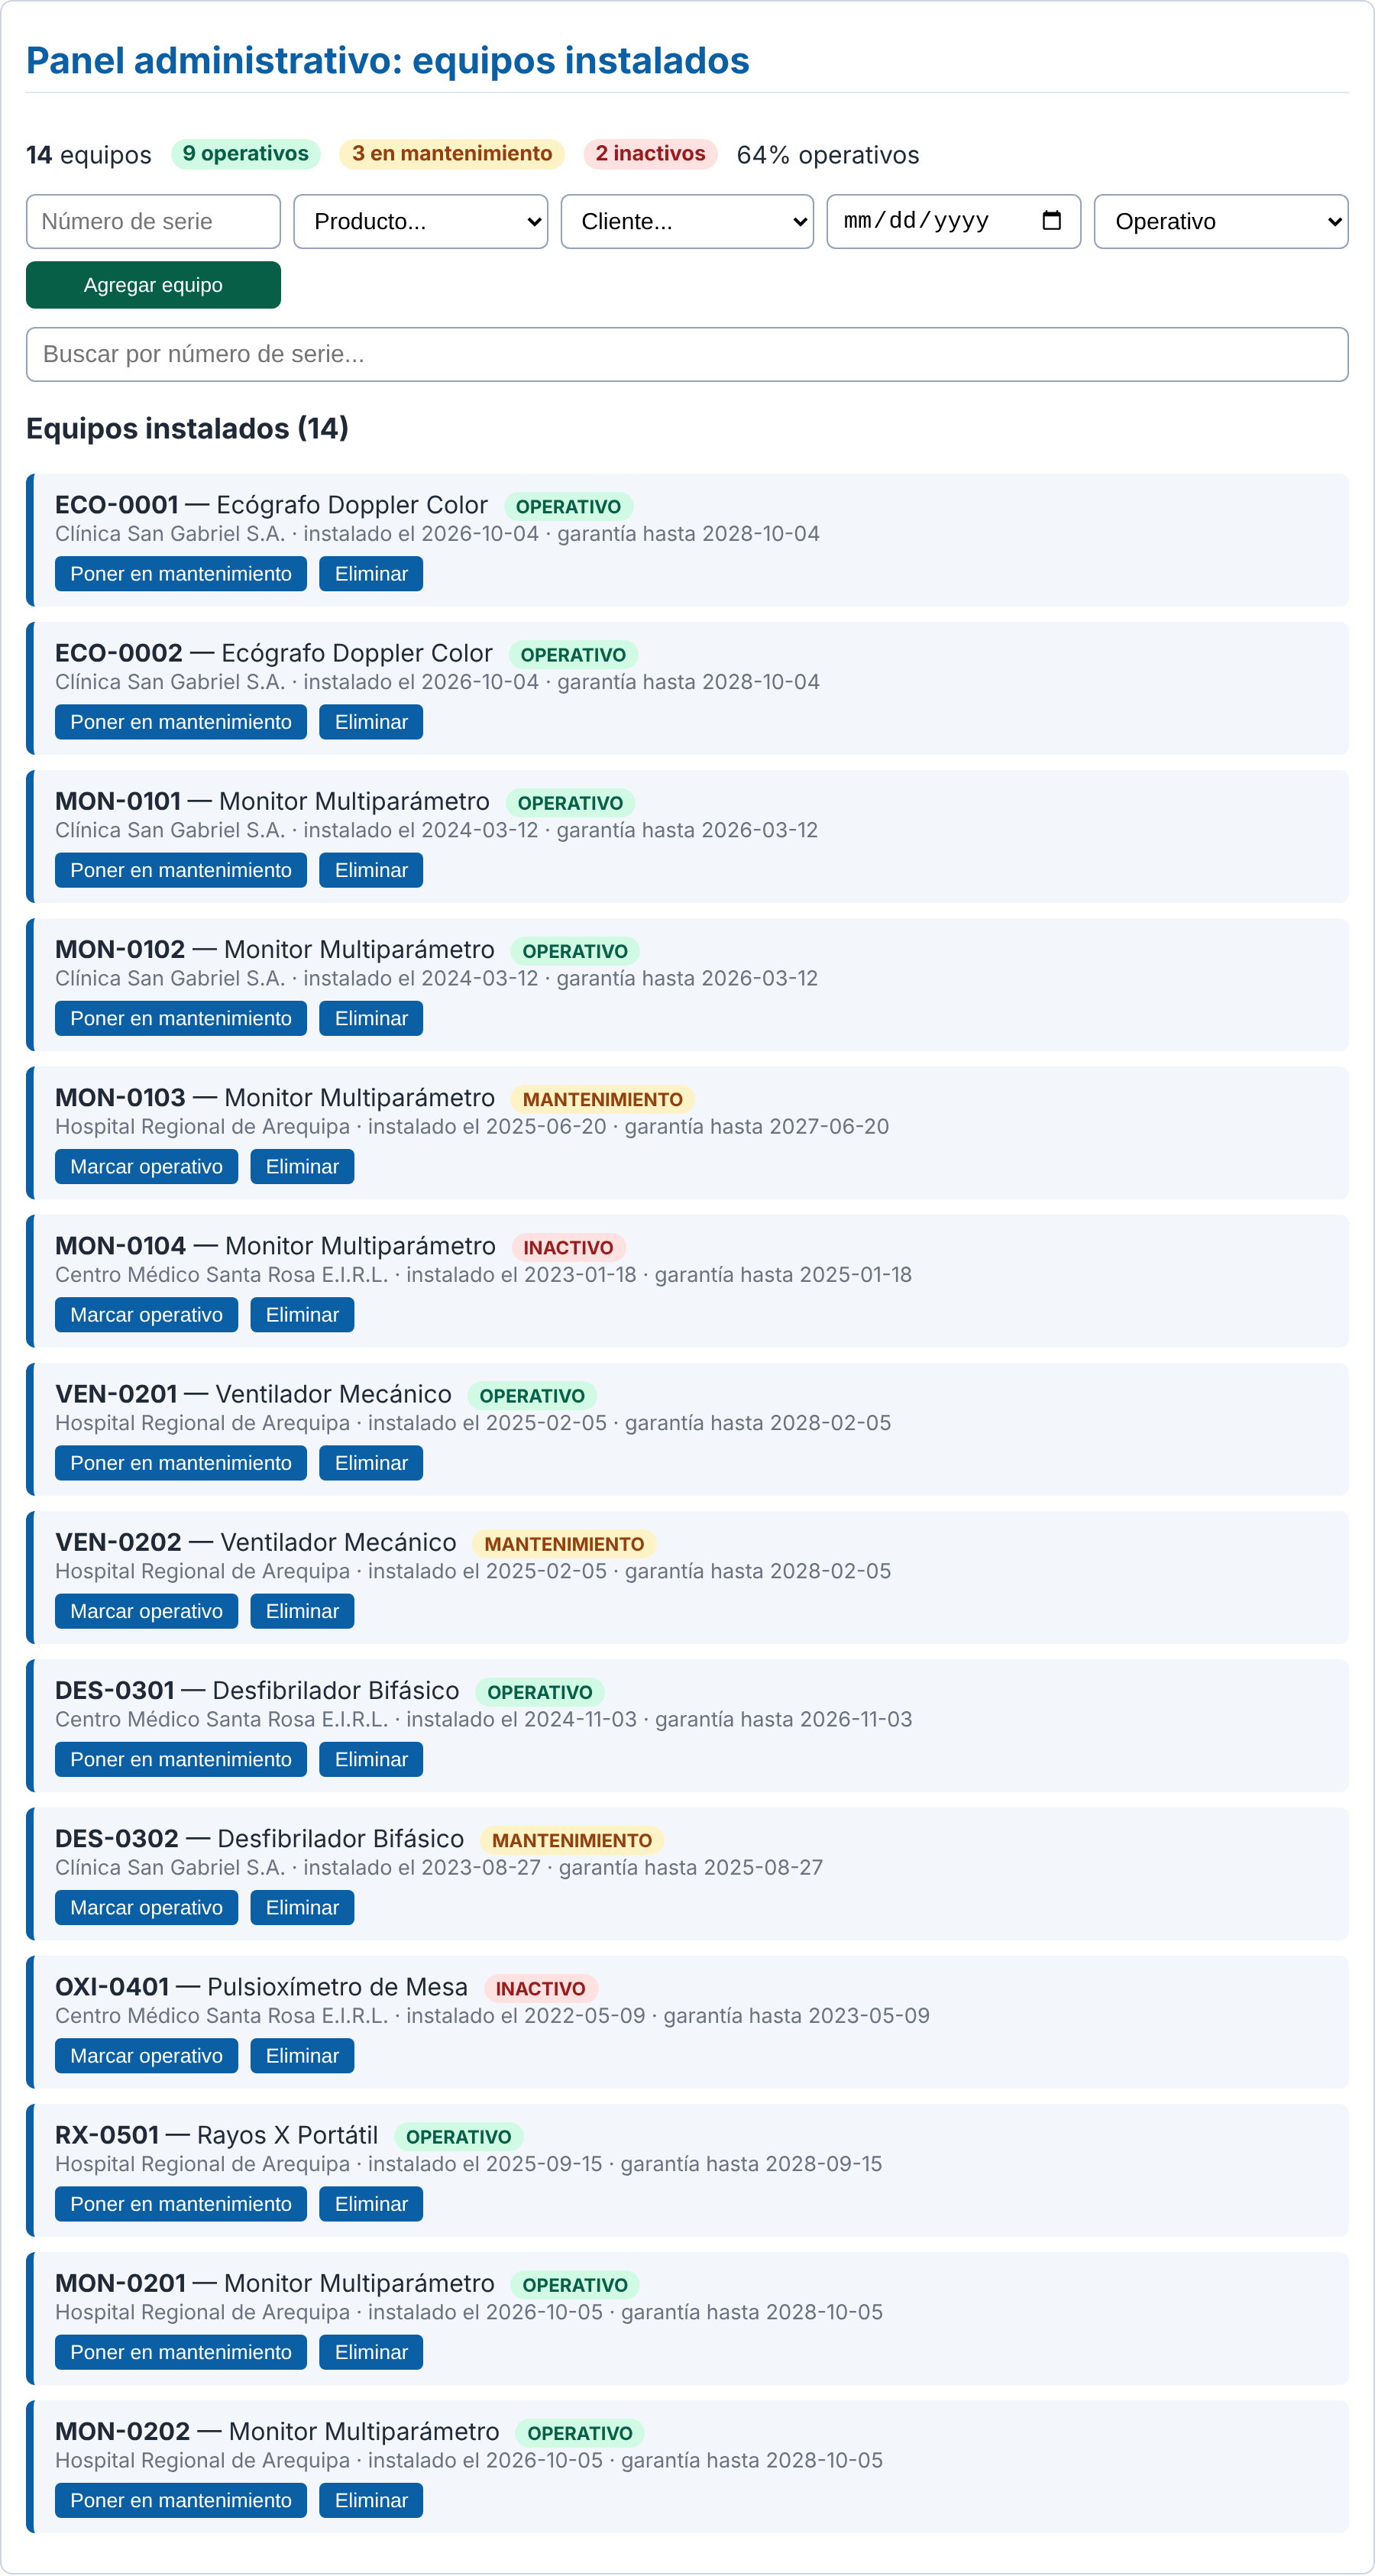 Panel administrativo: equipos instalados
14 equipos 9 operativos 3 en mantenimiento 2 inactivos 64% operativos
Número de serie Producto... Cliente... mm/dd/yyyy Operativo
Agregar equipo
Buscar por número de serie...
Equipos instalados (14)
ECO-0001 — Ecógrafo Doppler Color OPERATIVO
Clínica San Gabriel S.A. · instalado el 2026-10-04 · garantía hasta 2028-10-04
Poner en mantenimiento Eliminar
ECO-0002 — Ecógrafo Doppler Color OPERATIVO
Clínica San Gabriel S.A. · instalado el 2026-10-04 · garantía hasta 2028-10-04
Poner en mantenimiento Eliminar
MON-0101 — Monitor Multiparámetro OPERATIVO
Clínica San Gabriel S.A. · instalado el 2024-03-12 · garantía hasta 2026-03-12
Poner en mantenimiento Eliminar
MON-0102 — Monitor Multiparámetro OPERATIVO
Clínica San Gabriel S.A. · instalado el 2024-03-12 · garantía hasta 2026-03-12
Poner en mantenimiento Eliminar
MON-0103 — Monitor Multiparámetro MANTENIMIENTO
Hospital Regional de Arequipa · instalado el 2025-06-20 · garantía hasta 2027-06-20
Marcar operativo Eliminar
MON-0104 — Monitor Multiparámetro INACTIVO
Centro Médico Santa Rosa E.I.R.L. · instalado el 2023-01-18 · garantía hasta 2025-01-18
Marcar operativo Eliminar
VEN-0201 — Ventilador Mecánico OPERATIVO
Hospital Regional de Arequipa · instalado el 2025-02-05 · garantía hasta 2028-02-05
Poner en mantenimiento Eliminar
VEN-0202 — Ventilador Mecánico MANTENIMIENTO
Hospital Regional de Arequipa · instalado el 2025-02-05 · garantía hasta 2028-02-05
Marcar operativo Eliminar
DES-0301 — Desfibrilador Bifásico OPERATIVO
Centro Médico Santa Rosa E.I.R.L. · instalado el 2024-11-03 · garantía hasta 2026-11-03
Poner en mantenimiento Eliminar
DES-0302 — Desfibrilador Bifásico MANTENIMIENTO
Clínica San Gabriel S.A. · instalado el 2023-08-27 · garantía hasta 2025-08-27
Marcar operativo Eliminar
OXI-0401 — Pulsioxímetro de Mesa INACTIVO
Centro Médico Santa Rosa E.I.R.L. · instalado el 2022-05-09 · garantía hasta 2023-05-09
Marcar operativo Eliminar
RX-0501 — Rayos X Portátil OPERATIVO
Hospital Regional de Arequipa · instalado el 2025-09-15 · garantía hasta 2028-09-15
Poner en mantenimiento Eliminar
MON-0201 — Monitor Multiparámetro OPERATIVO
Hospital Regional de Arequipa · instalado el 2026-10-05 · garantía hasta 2028-10-05
Poner en mantenimiento Eliminar
MON-0202 — Monitor Multiparámetro OPERATIVO
Hospital Regional de Arequipa · instalado el 2026-10-05 · garantía hasta 2028-10-05
Poner en mantenimiento Eliminar